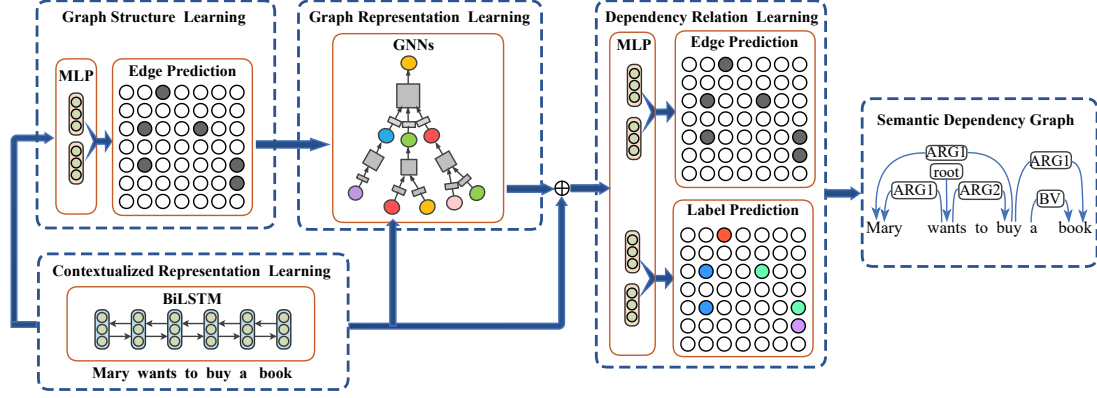 Graph Structure Learning
MLP
Edge Prediction
Graph Representation Learning
GNNs
Dependency Relation Learning
MLP
Edge Prediction
Label Prediction
Semantic Dependency Graph
ARG1
root
ARG1
ARG1
ARG2
BV
Mary wants to buy a book
Contextualized Representation Learning
BiLSTM
Mary wants to buy a book